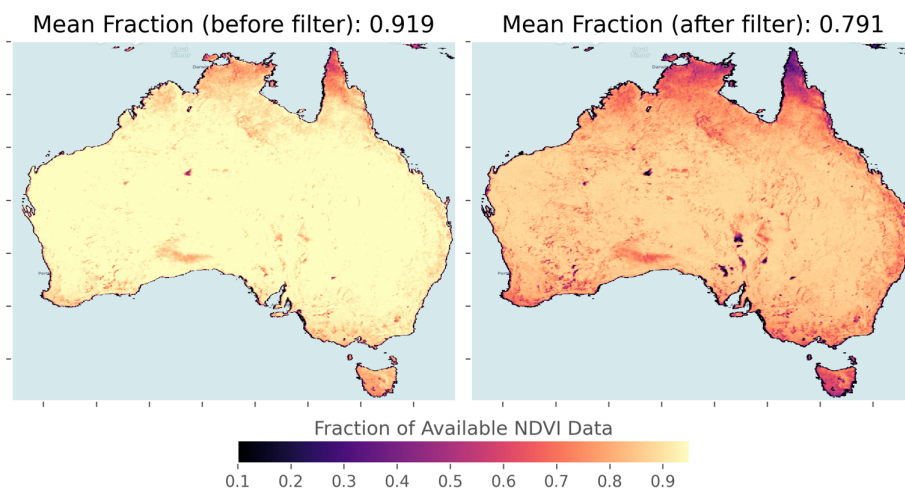 Mean Fraction (before filter): 0.919
Mean Fraction (after filter): 0.791
Fraction of Available NDVI Data
0.1 0.2 0.3 0.4 0.5 0.6 0.7 0.8 0.9